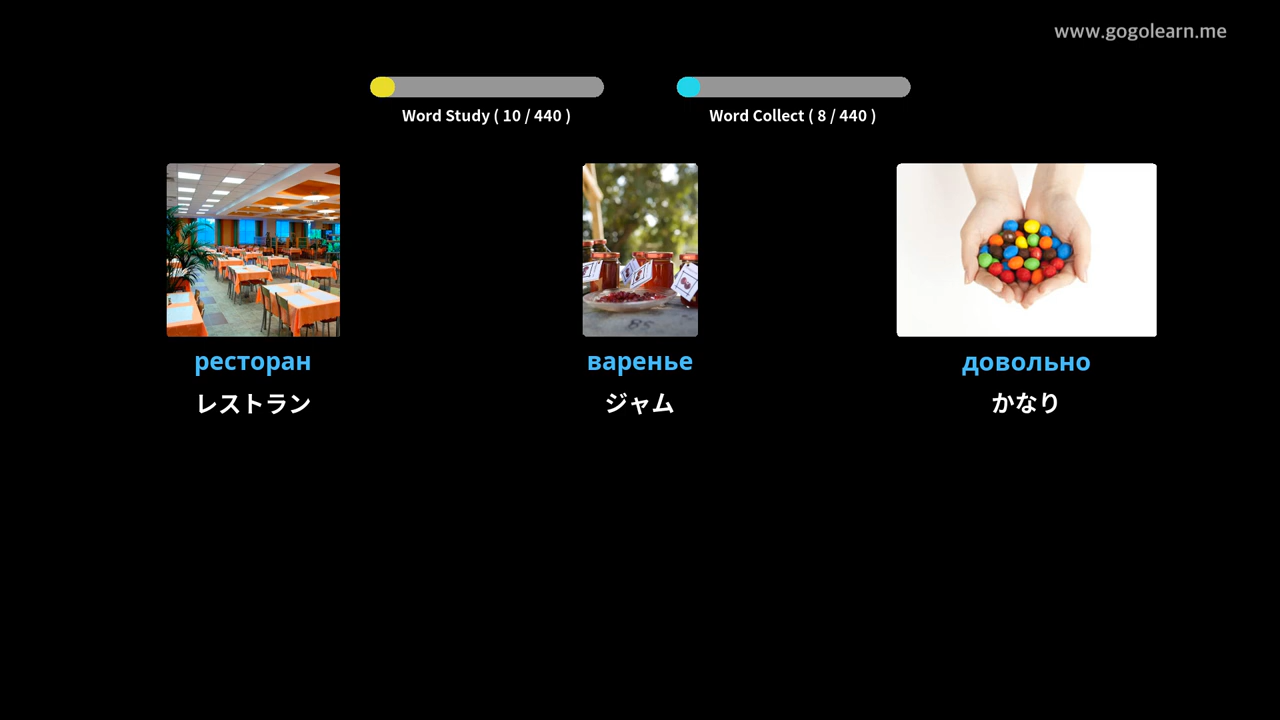 www.gogolearn.me
Word Study ( 10 / 440 )
Word Collect ( 8 / 440 )
ресторан
варенье
довольно
レストラン
ジャム
かなり